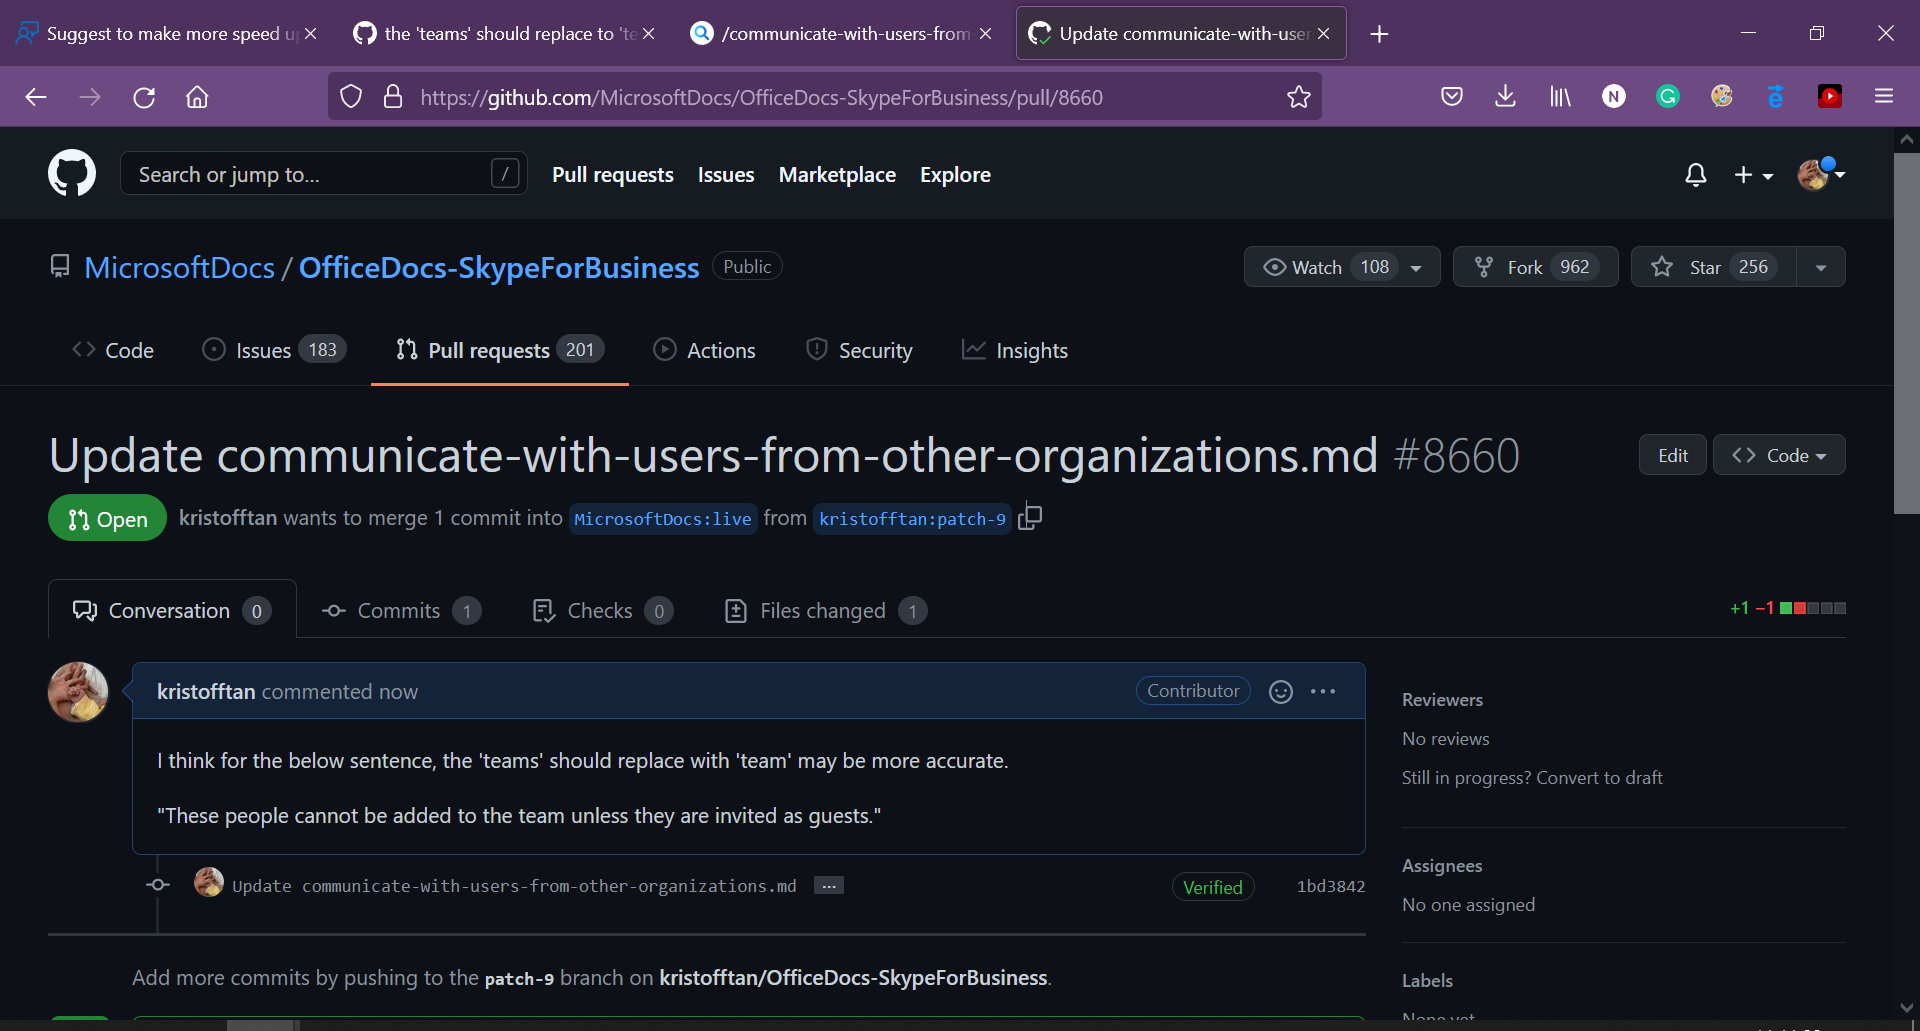 Suggest to make more speed u
the 'teams' should replace to 'te
/communicate-with-users-from-
Update communicate-with-user
https://github.com/MicrosoftDocs/OfficeDocs-SkypeForBusiness/pull/8660
N
Search or jump to... /
Pull requests Issues Marketplace Explore
MicrosoftDocs / OfficeDocs-SkypeForBusiness Public
Watch 108 Fork 962 Star 256
Code Issues 183 Pull requests 201 Actions Security Insights
Update communicate-with-users-from-other-organizations.md #8660
Edit Code
Open kristofftan wants to merge 1 commit into MicrosoftDocs:live from kristofftan:patch-9
Conversation 0 Commits 1 Checks 0 Files changed 1
+1 −1
kristofftan commented now Contributor
I think for the below sentence, the 'teams' should replace with 'team' may be more accurate.
"These people cannot be added to the team unless they are invited as guests."
Update communicate-with-users-from-other-organizations.md ... Verified 1bd3842
Add more commits by pushing to the patch-9 branch on kristofftan/OfficeDocs-SkypeForBusiness.
Reviewers
No reviews
Still in progress? Convert to draft
Assignees
No one assigned
Labels
None yet